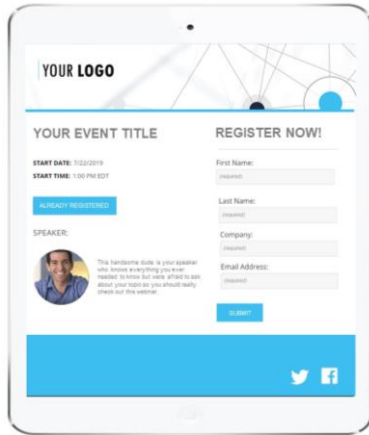 YOUR LOGO
YOUR EVENT TITLE
START DATE: 7/22/2019
START TIME: 1:00 PM EDT
ALREADY REGISTERED
SPEAKER:
This handsome dude is your speaker
who knows everything you ever
needed to know but were afraid to ask
about your topic so you should really
check out this webinar.
REGISTER NOW!
First Name:
(required)
Last Name:
(required)
Company:
(required)
Email Address:
(required)
SUBMIT